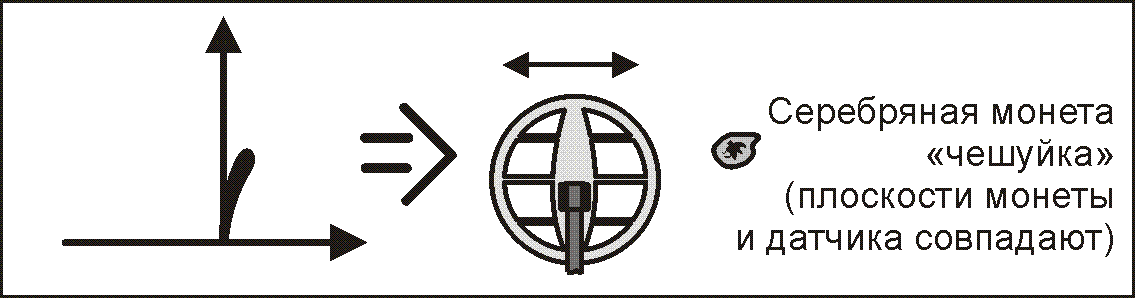 Серебряная монета
«чешуйка»
(плоскости монеты
и датчика совпадают)